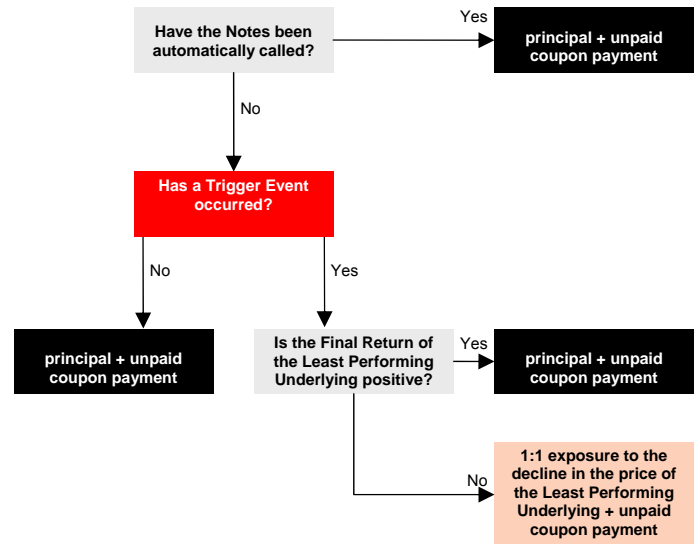 Have the Notes been
automatically called?
Yes
principal + unpaid
coupon payment
No
Has a Trigger Event
occurred?
No
Yes
principal + unpaid
coupon payment
Is the Final Return of
the Least Performing
Underlying positive?
Yes
principal + unpaid
coupon payment
No
1:1 exposure to the
decline in the price of
the Least Performing
Underlying + unpaid
coupon payment